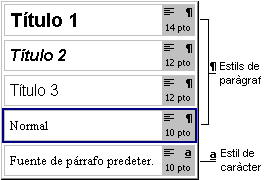 Título 1
¶
14 pto
Título 2
¶
12 pto
Título 3
¶
12 pto
Normal
¶
10 pto
Fuente de párrafo predeter.
a
10 pto
¶ Estils de
paràgraf
a Estil de
caràcter